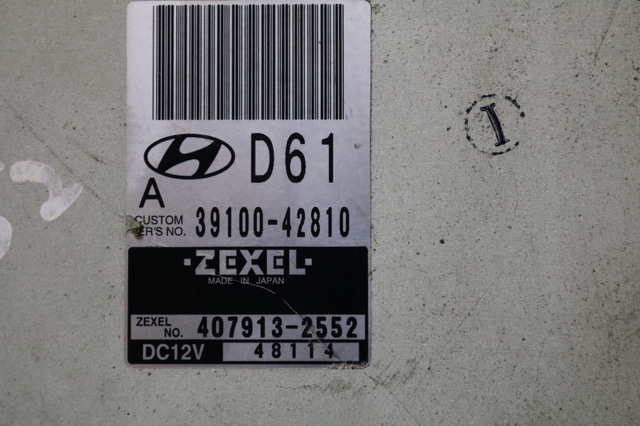 D61
A
CUSTOM
ER'S NO. 39100-42810
·ZEXEL·
MADE IN JAPAN
ZEXEL
NO. 407913-2552
DC12V 48114
I